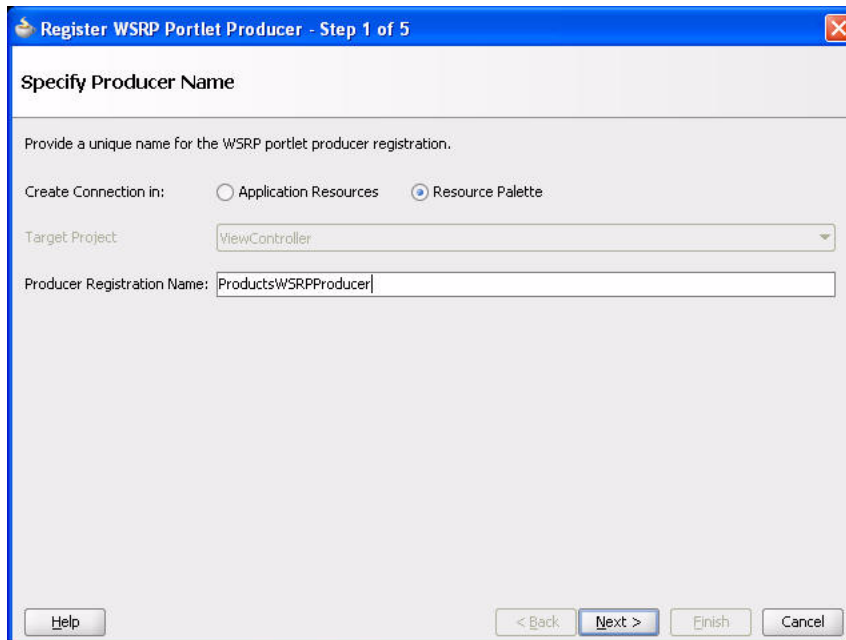 Register WSRP Portlet Producer - Step 1 of 5
Specify Producer Name
Provide a unique name for the WSRP portlet producer registration.
Create Connection in: Application Resources Resource Palette
Target Project ViewController
Producer Registration Name: ProductsWSRPProducer
Help < Back Next > Finish Cancel